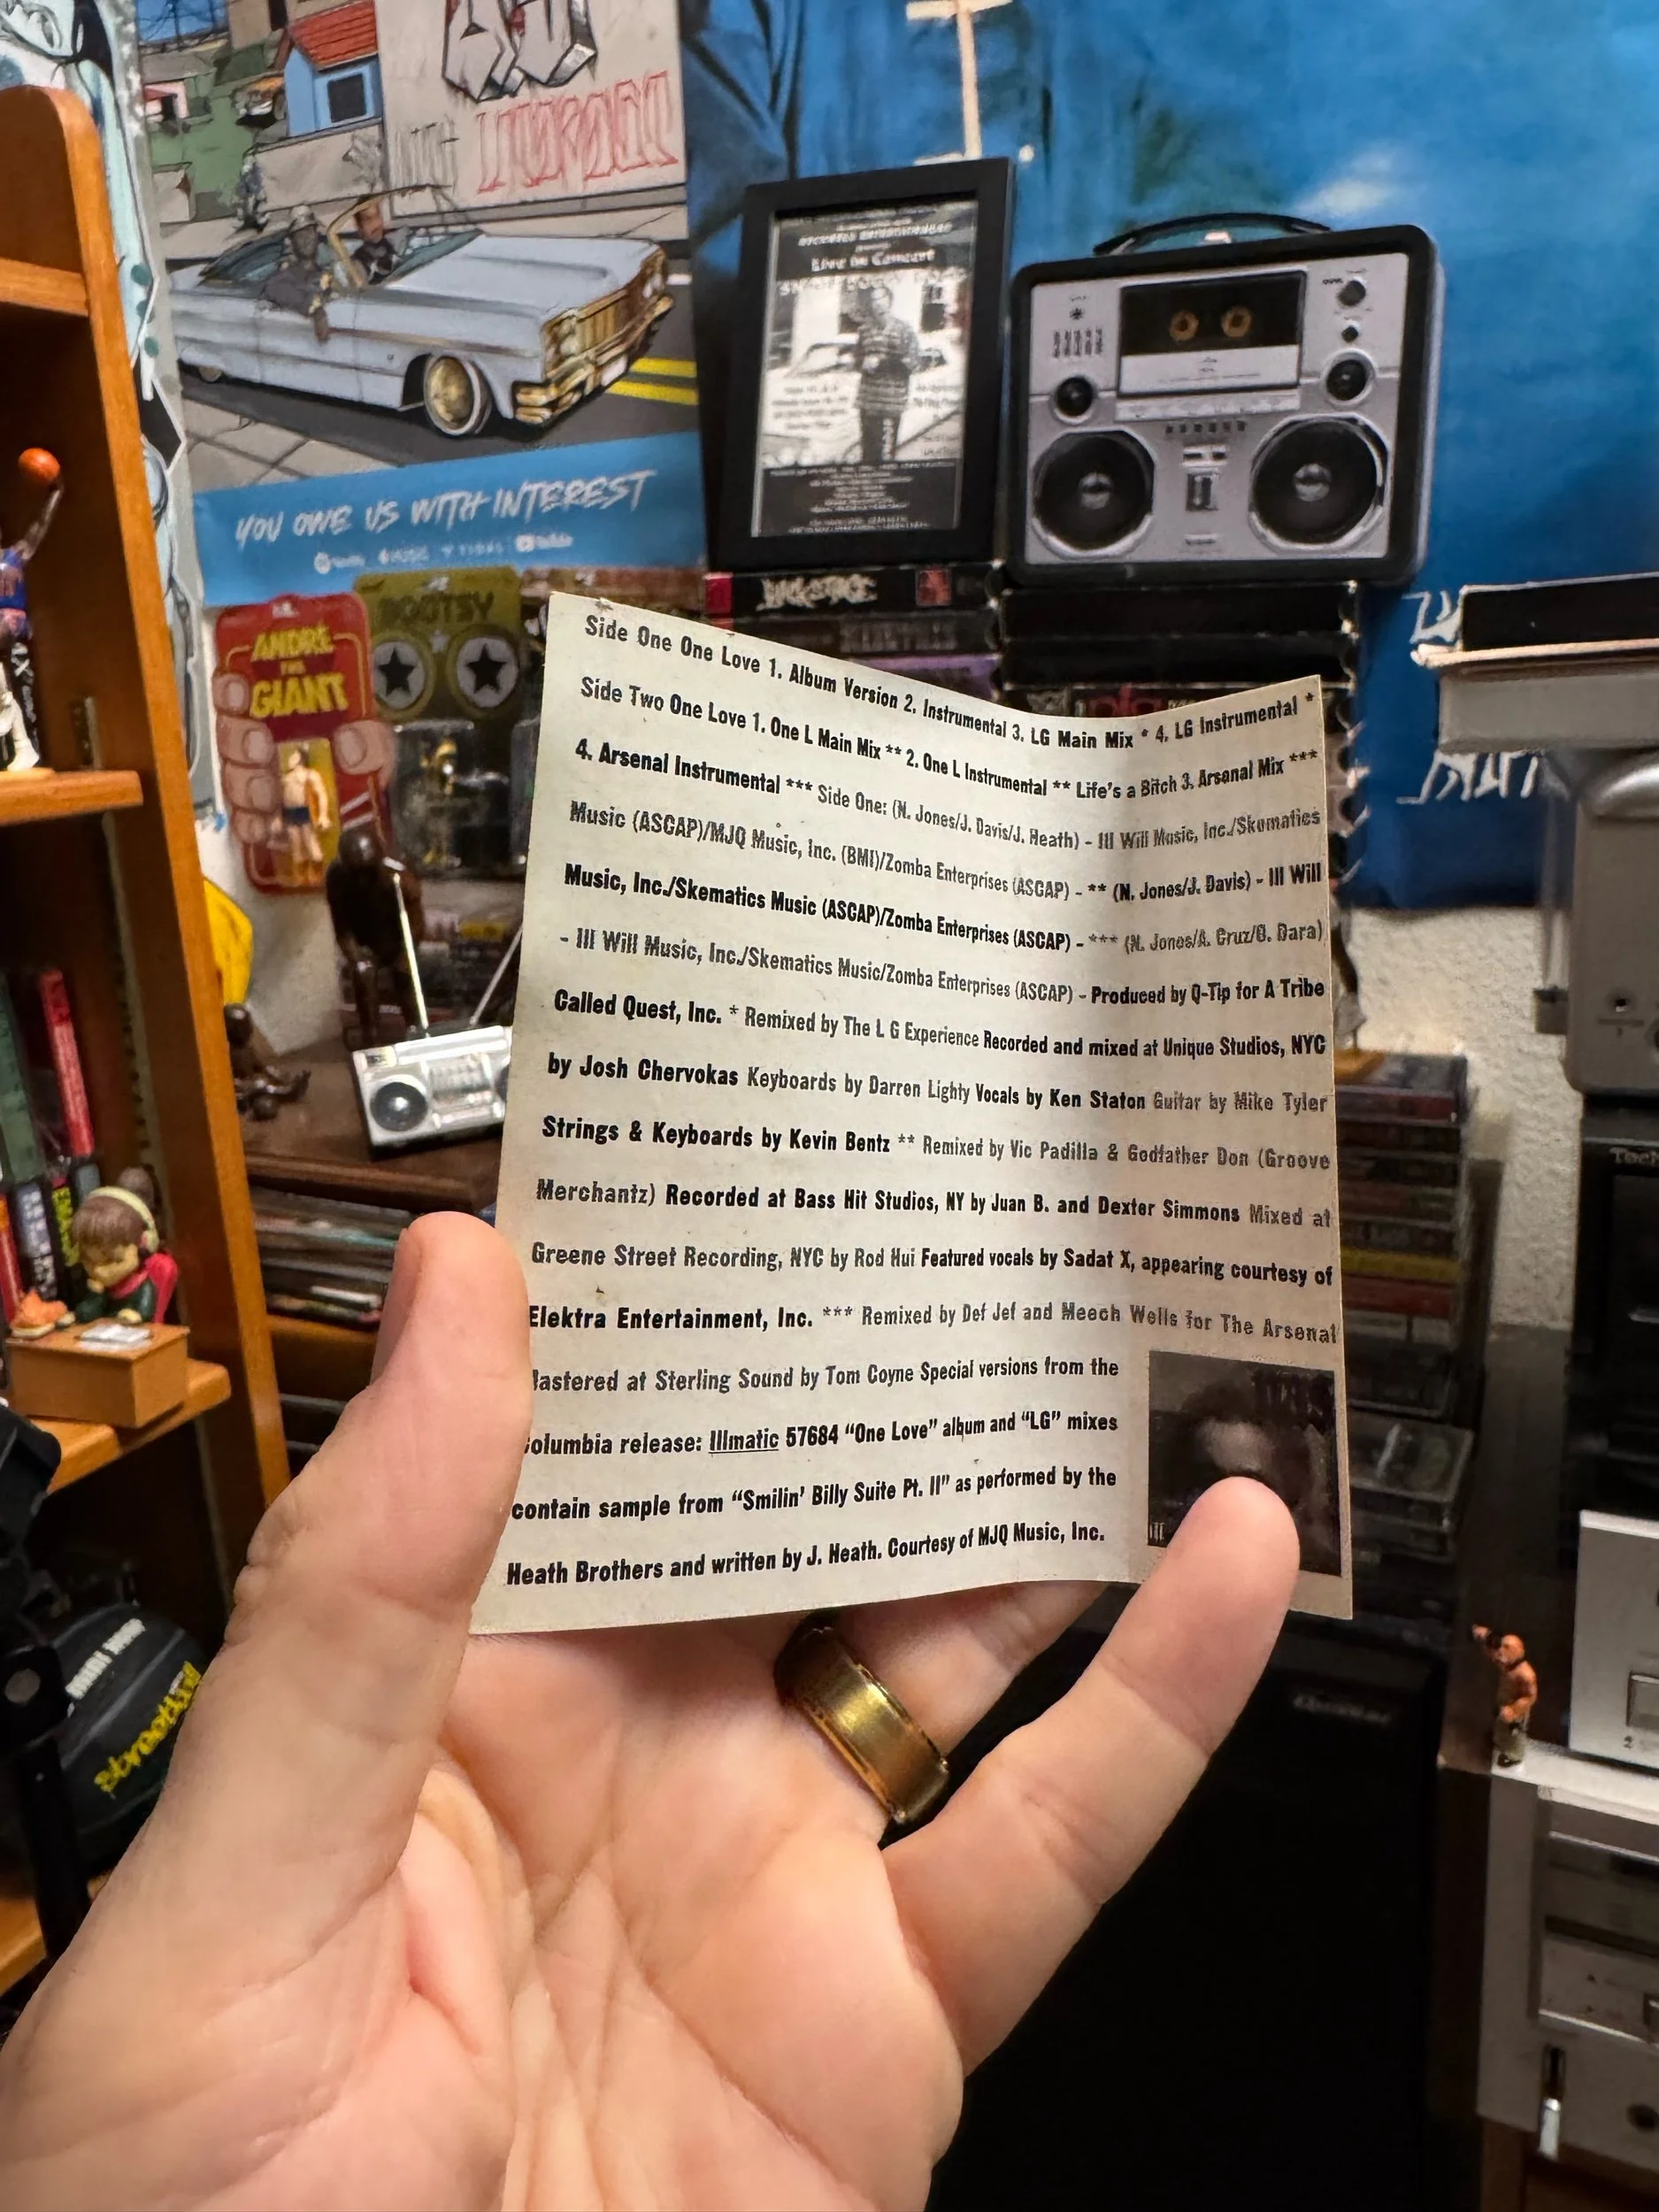 WITH INTEREST
Live in Concert
YOU OWE US WITH INTEREST
BACKSTAGE
ANDRE
THE
GIANT
BOOTSY
Side One One Love 1. Album Version 2. Instrumental 3. LG Main Mix * 4. LG Instrumental *
Side Two One Love 1. One L Main Mix ** 2. One L Instrumental ** Life's a Bitch 3. Arsenal Mix ***
4. Arsenal Instrumental *** Side One: (N. Jones/J. Davis/J. Heath) - Ill Will Music, Inc./Skematics
Music (ASCAP)/MJQ Music, Inc. (BMI)/Zomba Enterprises (ASCAP) - ** (N. Jones/J. Davis) - Ill Will
Music, Inc./Skematics Music (ASCAP)/Zomba Enterprises (ASCAP) - *** (N. Jones/A. Cruz/O. Dara)
- Ill Will Music, Inc./Skematics Music/Zomba Enterprises (ASCAP) - Produced by Q-Tip for A Tribe
Called Quest, Inc. * Remixed by The L G Experience Recorded and mixed at Unique Studios, NYC
by Josh Chervokas Keyboards by Darren Lighty Vocals by Ken Staton Guitar by Mike Tyler
Strings & Keyboards by Kevin Bentz ** Remixed by Vic Padilla & Godfather Don (Groove
Merchantz) Recorded at Bass Hit Studios, NY by Juan B. and Dexter Simmons Mixed at
Greene Street Recording, NYC by Rod Hui Featured vocals by Sadat X, appearing courtesy of
Elektra Entertainment, Inc. *** Remixed by Def Jef and Meech Wells for The Arsenal
astered at Sterling Sound by Tom Coyne Special versions from the
olumbia release: Illmatic 57684 "One Love" album and "LG" mixes
contain sample from "Smilin' Billy Suite Pt. II" as performed by the
Heath Brothers and written by J. Heath. Courtesy of MJQ Music, Inc.